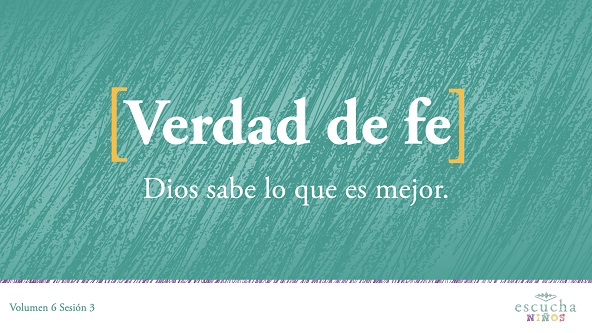 [Verdad de fe]
Dios sabe lo que es mejor.
Volumen 6 Sesión 3
escucha
NIÑOS